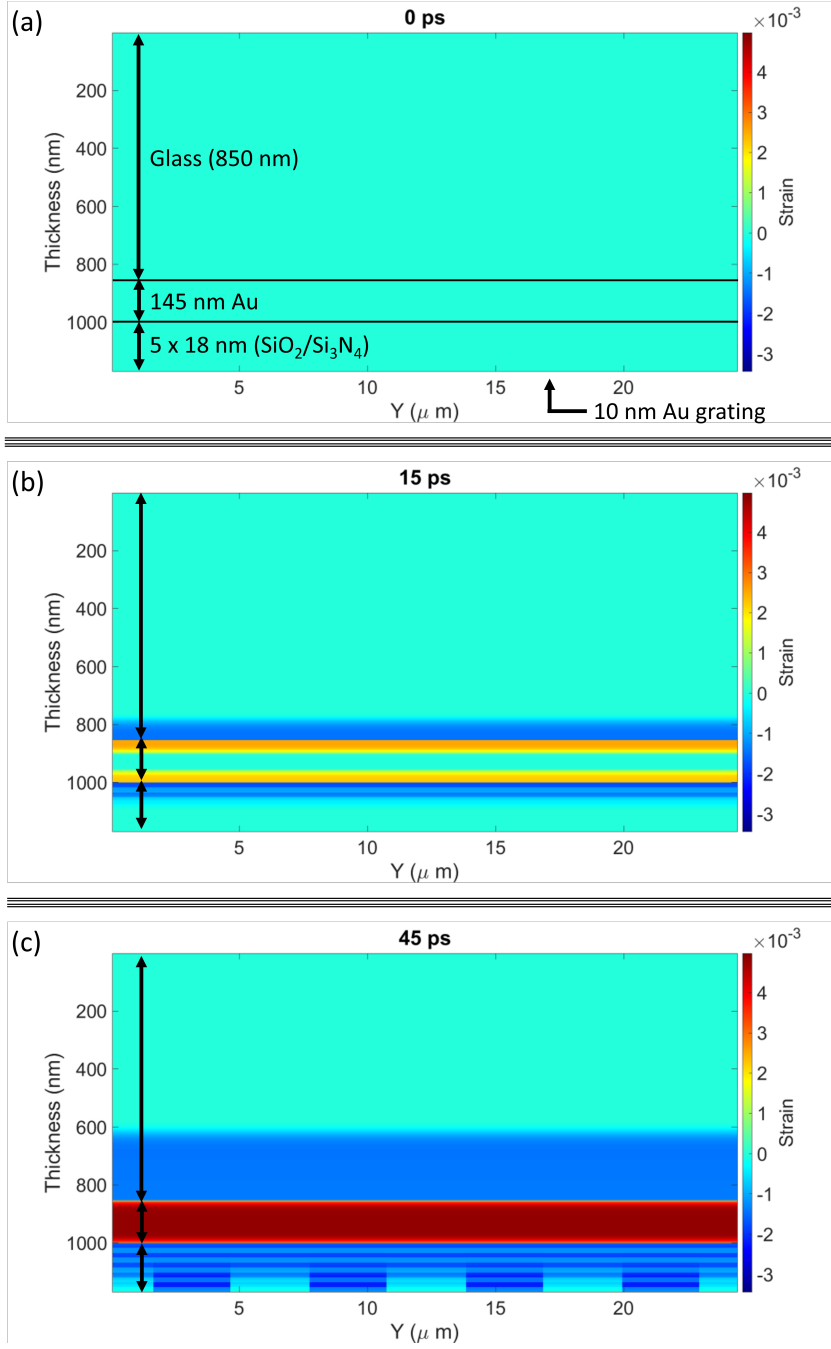 (a)
0 ps
×10⁻³
200
400
600
800
1000
Thickness (nm)
Glass (850 nm)
145 nm Au
5 x 18 nm (SiO₂/Si₃N₄)
5
10
15
20
Y (μ m)
10 nm Au grating
4
3
2
1
0
-1
-2
-3
Strain
(b)
15 ps
×10⁻³
200
400
600
800
1000
Thickness (nm)
5
10
15
20
Y (μ m)
4
3
2
1
0
-1
-2
-3
Strain
(c)
45 ps
×10⁻³
200
400
600
800
1000
Thickness (nm)
5
10
15
20
Y (μ m)
4
3
2
1
0
-1
-2
-3
Strain